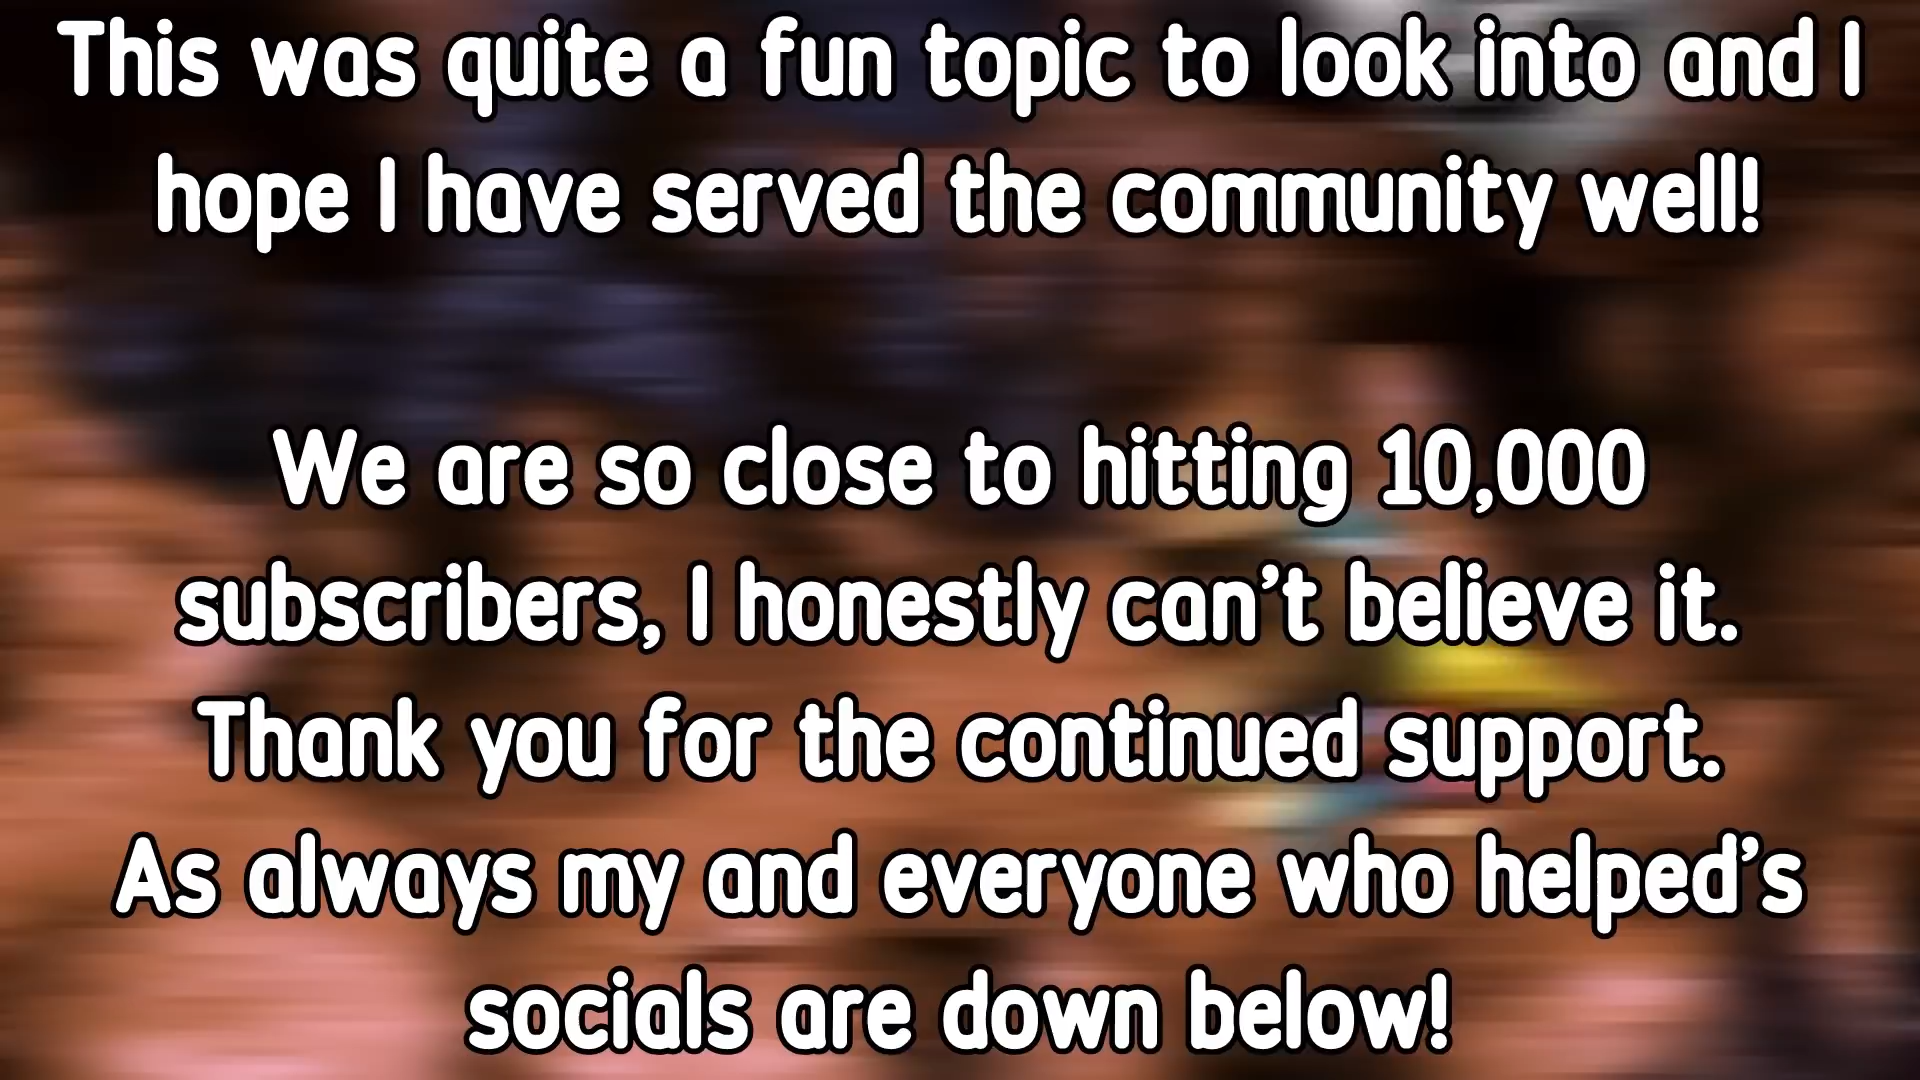 This was quite a fun topic to look into and I
hope I have served the community well!
We are so close to hitting 10,000
subscribers, I honestly can't believe it.
Thank you for the continued support.
As always my and everyone who helped's
socials are down below!